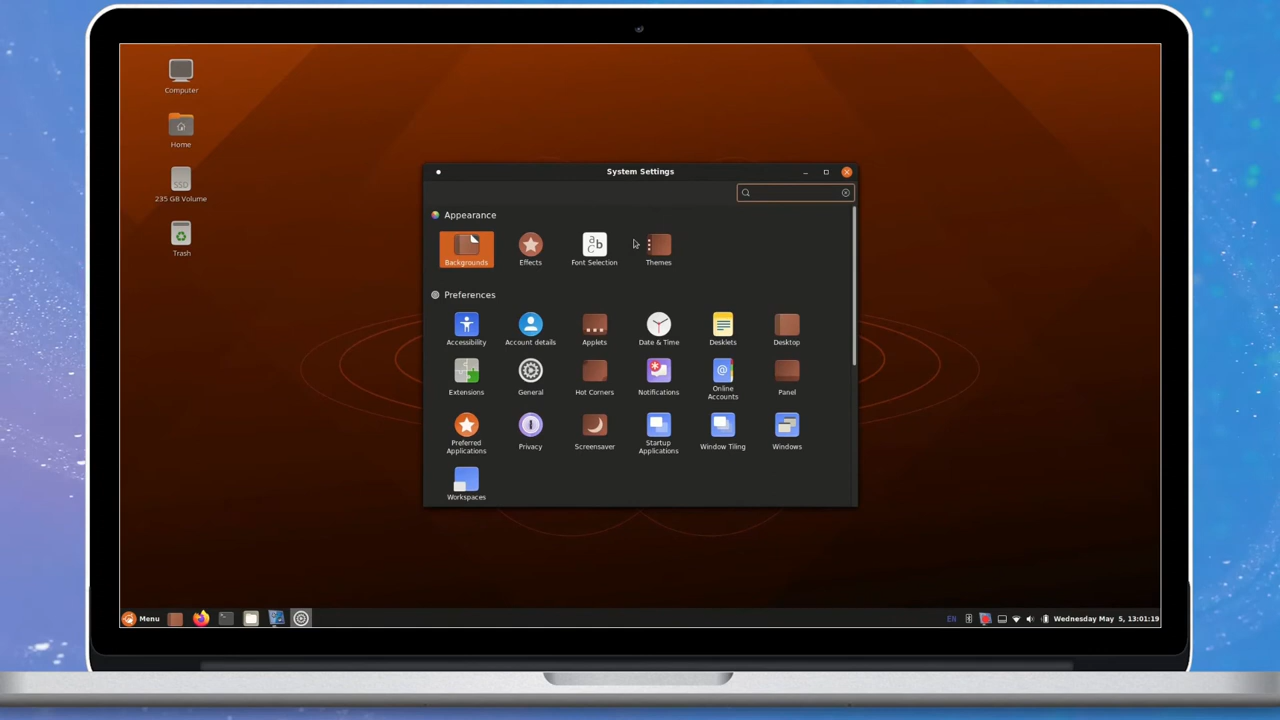 Computer
Home
SSD
235 GB Volume
Trash
System Settings
Appearance
Backgrounds
Effects
Font Selection
Themes
Preferences
Accessibility
Account details
Applets
Date & Time
Desklets
Desktop
Extensions
General
Hot Corners
Notifications
Online
Accounts
Panel
Preferred
Applications
Privacy
Screensaver
Startup
Applications
Window Tiling
Windows
Workspaces
Menu
EN
Wednesday May 5, 13:01:19